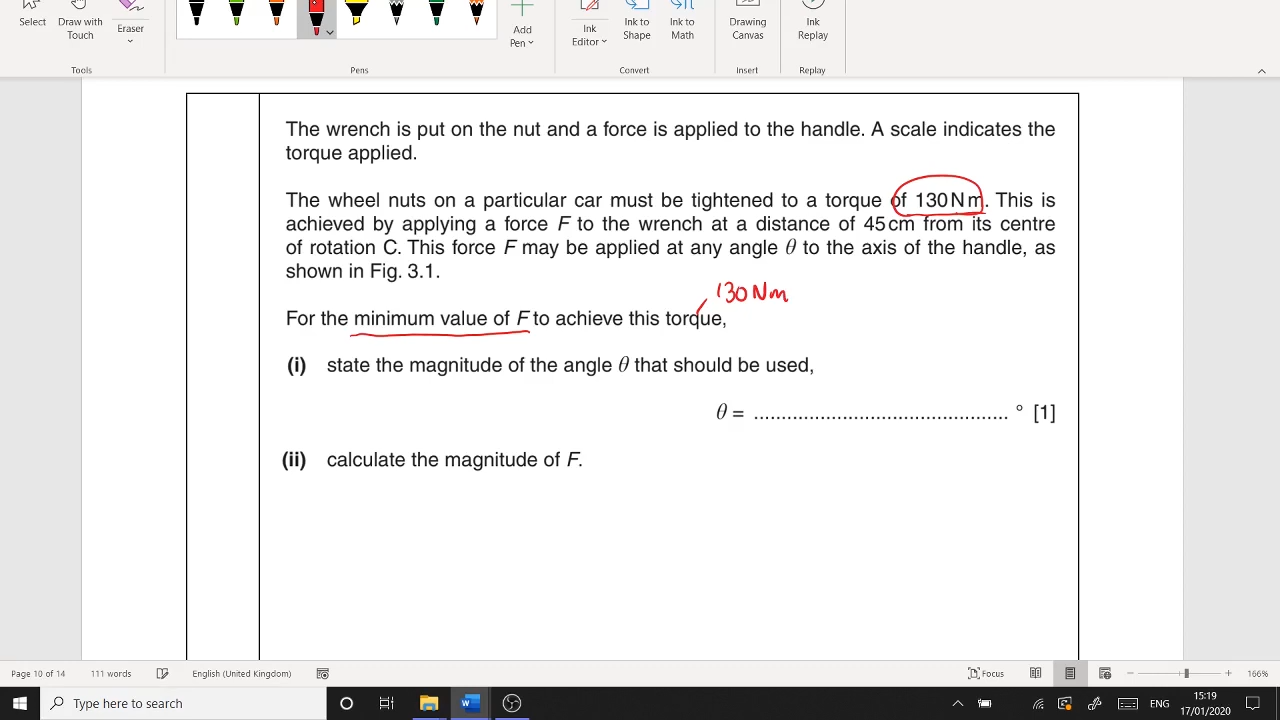 Select
Draw with
Touch
Eraser
Add
Pen
Ink
Editor
Ink to
Shape
Ink to
Math
Drawing
Canvas
Ink
Replay
Tools
Pens
Convert
Insert
Replay
The wrench is put on the nut and a force is applied to the handle. A scale indicates the
torque applied.
The wheel nuts on a particular car must be tightened to a torque of 130 N m. This is
achieved by applying a force F to the wrench at a distance of 45 cm from its centre
of rotation C. This force F may be applied at any angle θ to the axis of the handle, as
shown in Fig. 3.1.
130 Nm
For the minimum value of F to achieve this torque,
(i) state the magnitude of the angle θ that should be used,
θ = .............................................. ° [1]
(ii) calculate the magnitude of F.
Page 10 of 14
111 words
English (United Kingdom)
Focus
166%
Type here to search
ENG
15:19
17/01/2020